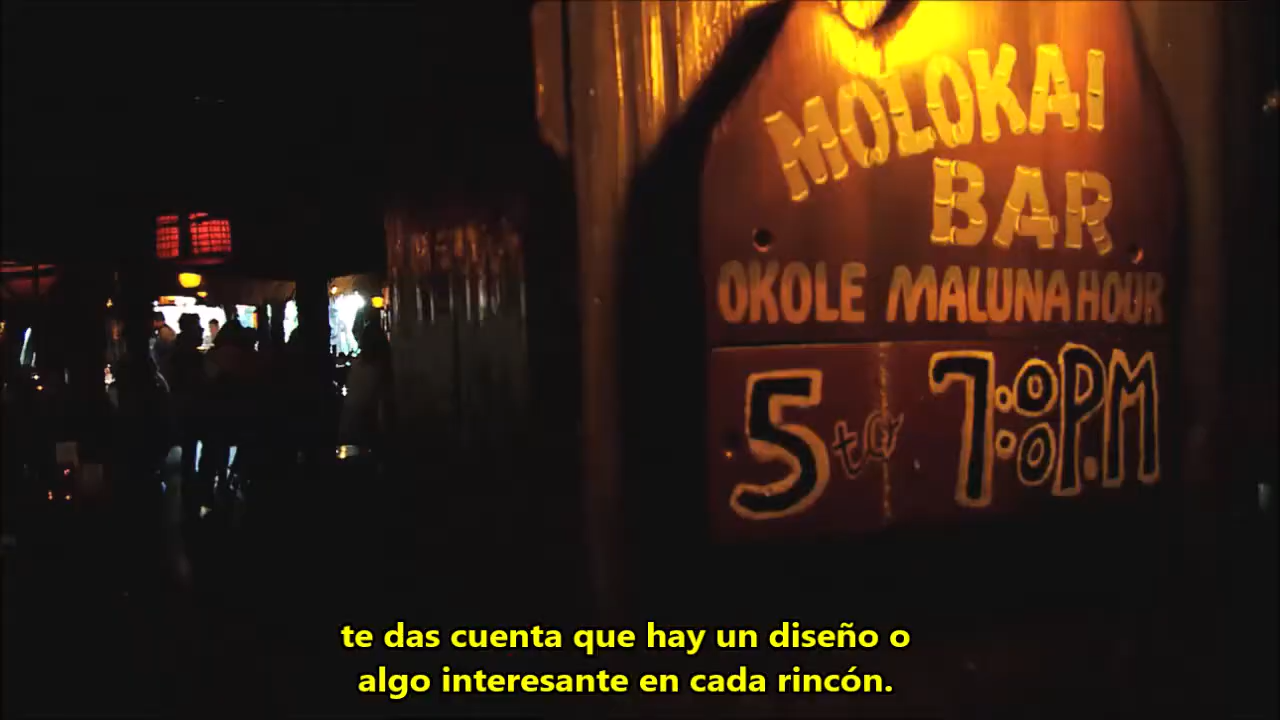 MOLOKAI
BAR
OKOLE MALUNA HOUR
5 to 7:00 P.M
te das cuenta que hay un diseño o
algo interesante en cada rincón.